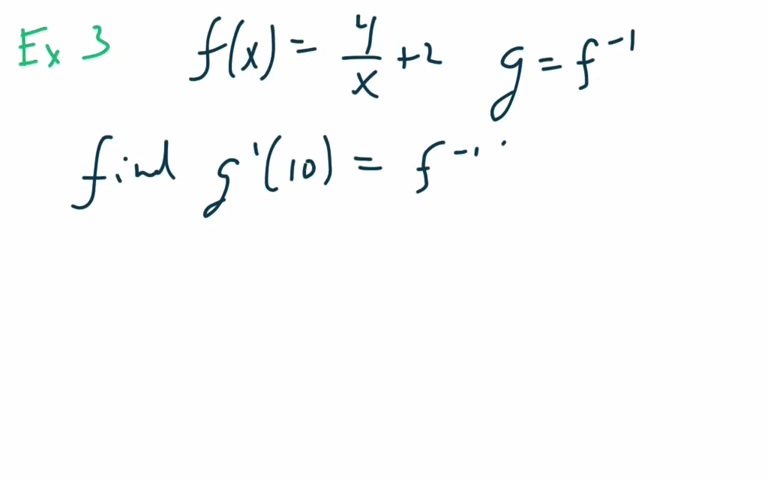 Ex 3 f(x) = 4/x + 2 g = f⁻¹
find g'(10) = f⁻¹